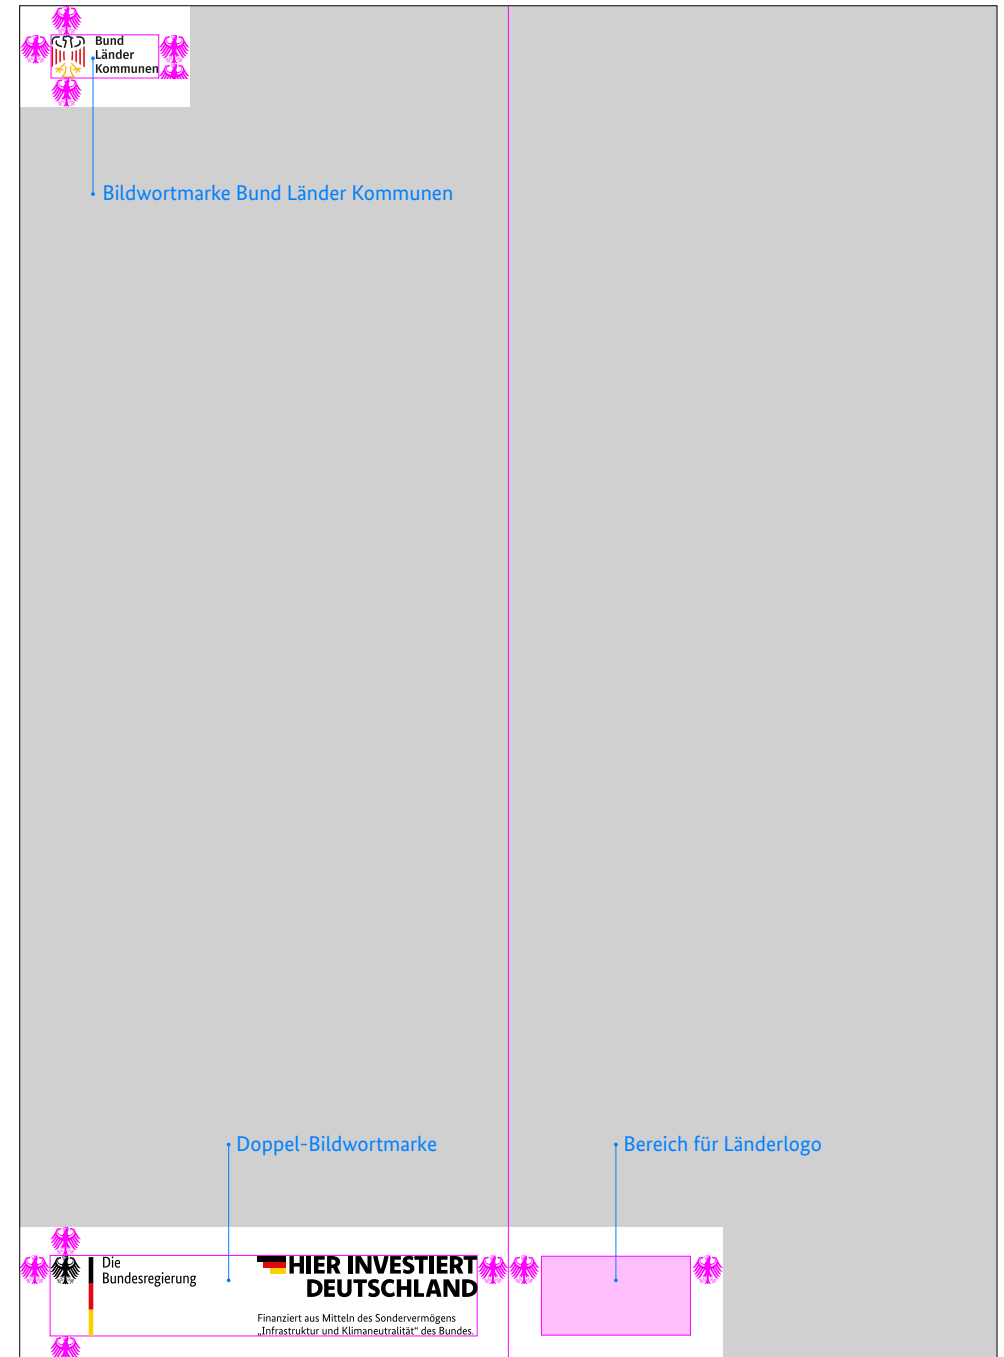 Bund
Länder
Kommunen
Bildwortmarke Bund Länder Kommunen
Doppel-Bildwortmarke
Bereich für Länderlogo
Die
Bundesregierung
HIER INVESTIERT
DEUTSCHLAND
Finanziert aus Mitteln des Sondervermögens
„Infrastruktur und Klimaneutralität“ des Bundes.